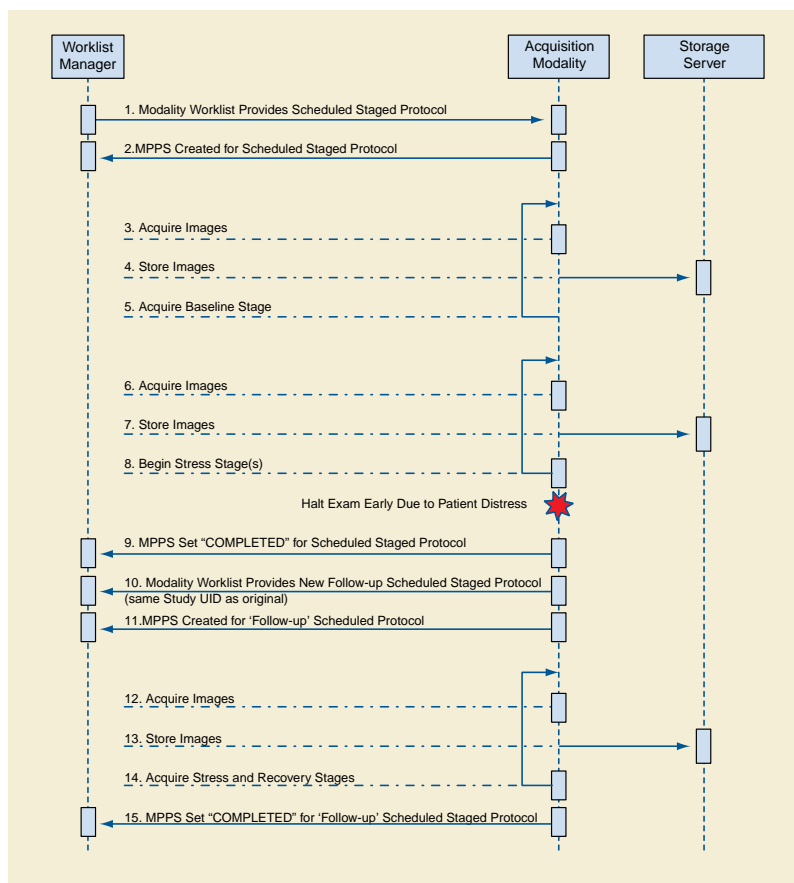 Worklist
Manager
Acquisition
Modality
Storage
Server
1. Modality Worklist Provides Scheduled Staged Protocol
2.MPPS Created for Scheduled Staged Protocol
3. Acquire Images
4. Store Images
5. Acquire Baseline Stage
6. Acquire Images
7. Store Images
8. Begin Stress Stage(s)
Halt Exam Early Due to Patient Distress
9. MPPS Set “COMPLETED” for Scheduled Staged Protocol
10. Modality Worklist Provides New Follow-up Scheduled Staged Protocol
(same Study UID as original)
11.MPPS Created for ‘Follow-up’ Scheduled Protocol
12. Acquire Images
13. Store Images
14. Acquire Stress and Recovery Stages
15. MPPS Set “COMPLETED” for ‘Follow-up’ Scheduled Staged Protocol